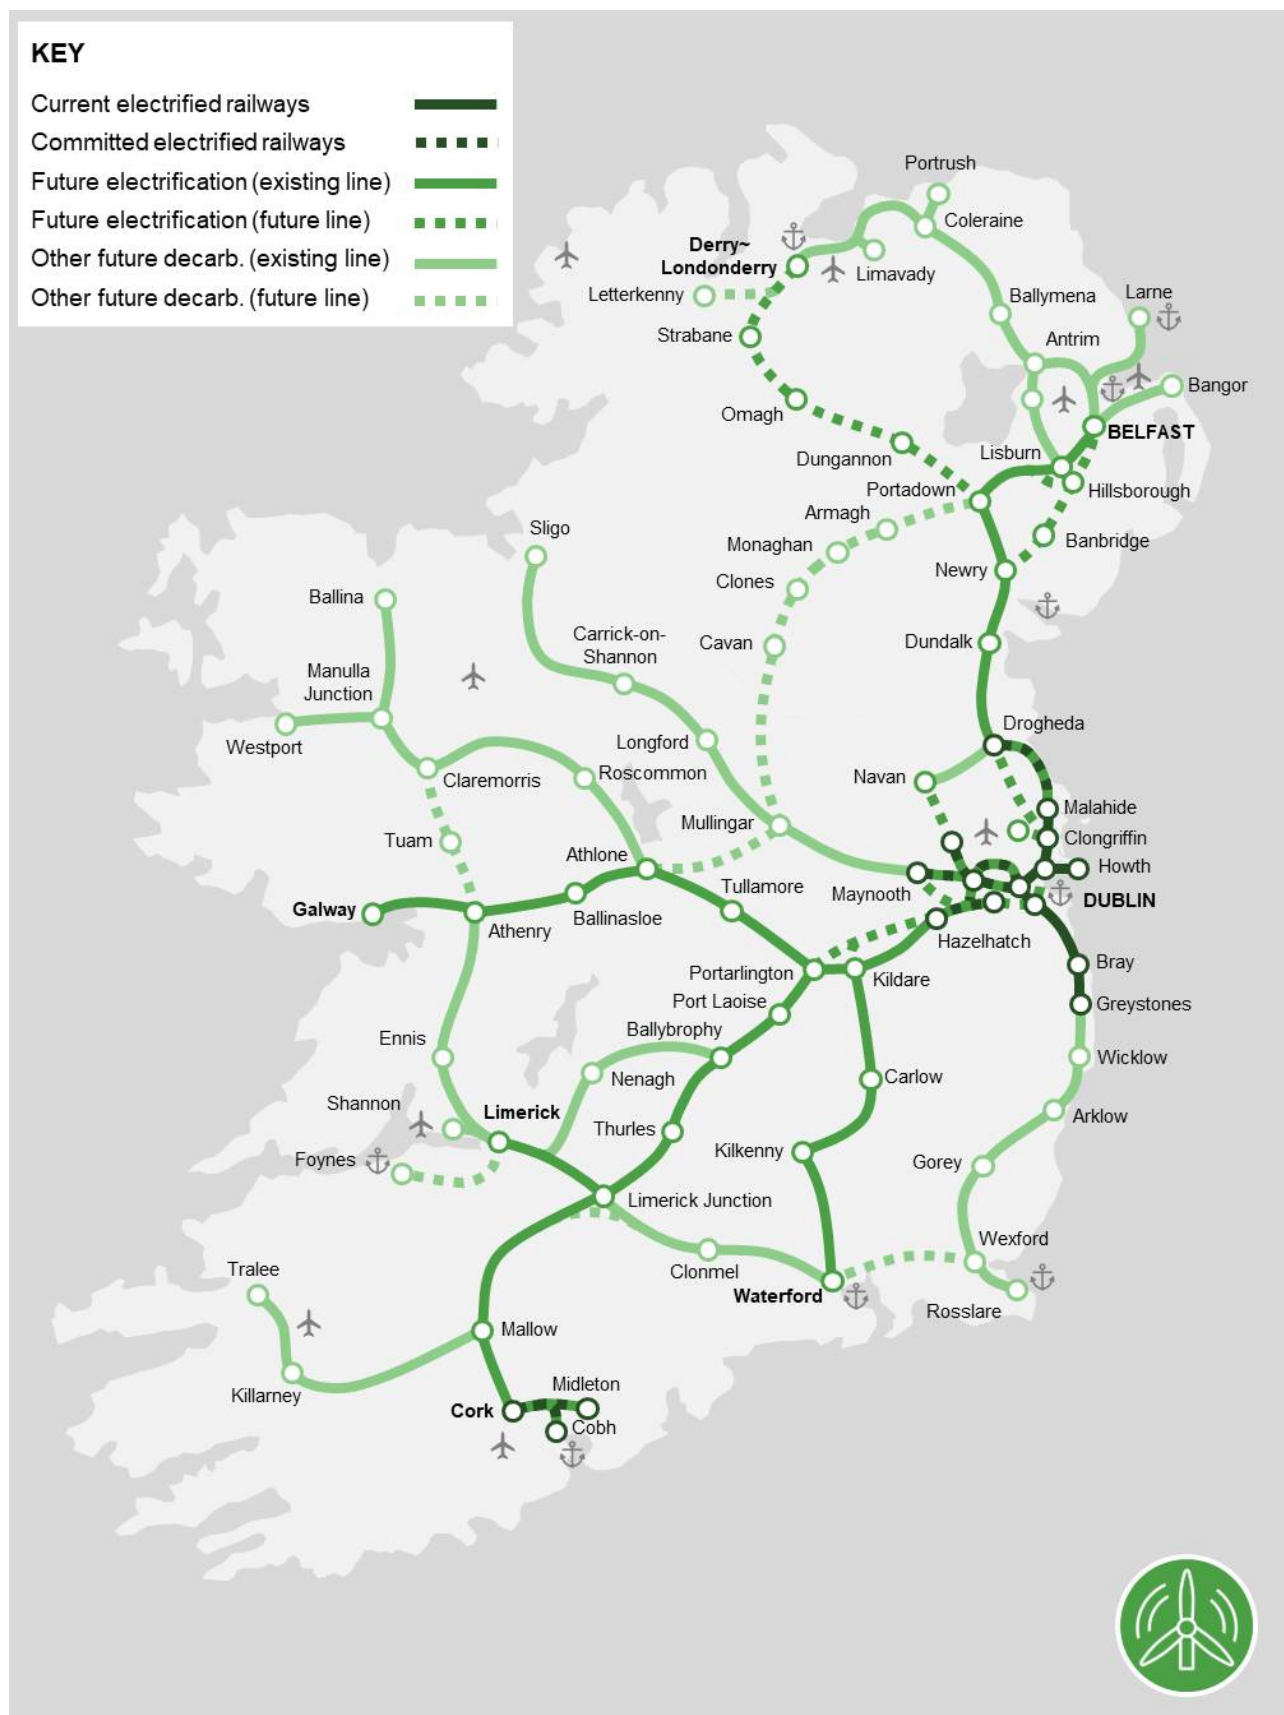 KEY
Current electrified railways
Committed electrified railways
Future electrification (existing line)
Future electrification (future line)
Other future decarb. (existing line)
Other future decarb. (future line)
Portrush
Coleraine
Derry~
Londonderry
Limavady
Letterkenny
Ballymena
Larne
Strabane
Antrim
Bangor
Omagh
BELFAST
Dungannon
Lisburn
Portadown
Hillsborough
Armagh
Sligo
Monaghan
Banbridge
Newry
Clones
Ballina
Carrick-on-
Shannon
Cavan
Dundalk
Manulla
Junction
Drogheda
Westport
Longford
Claremorris
Roscommon
Navan
Malahide
Mullingar
Clongriffin
Tuam
Athlone
Howth
Tullamore
Maynooth
DUBLIN
Galway
Ballinasloe
Athenry
Hazelhatch
Bray
Portarlington
Kildare
Port Laoise
Greystones
Ballybrophy
Ennis
Wicklow
Nenagh
Carlow
Shannon
Limerick
Arklow
Thurles
Kilkenny
Foynes
Gorey
Limerick Junction
Wexford
Tralee
Clonmel
Waterford
Rosslare
Mallow
Midleton
Killarney
Cork
Cobh